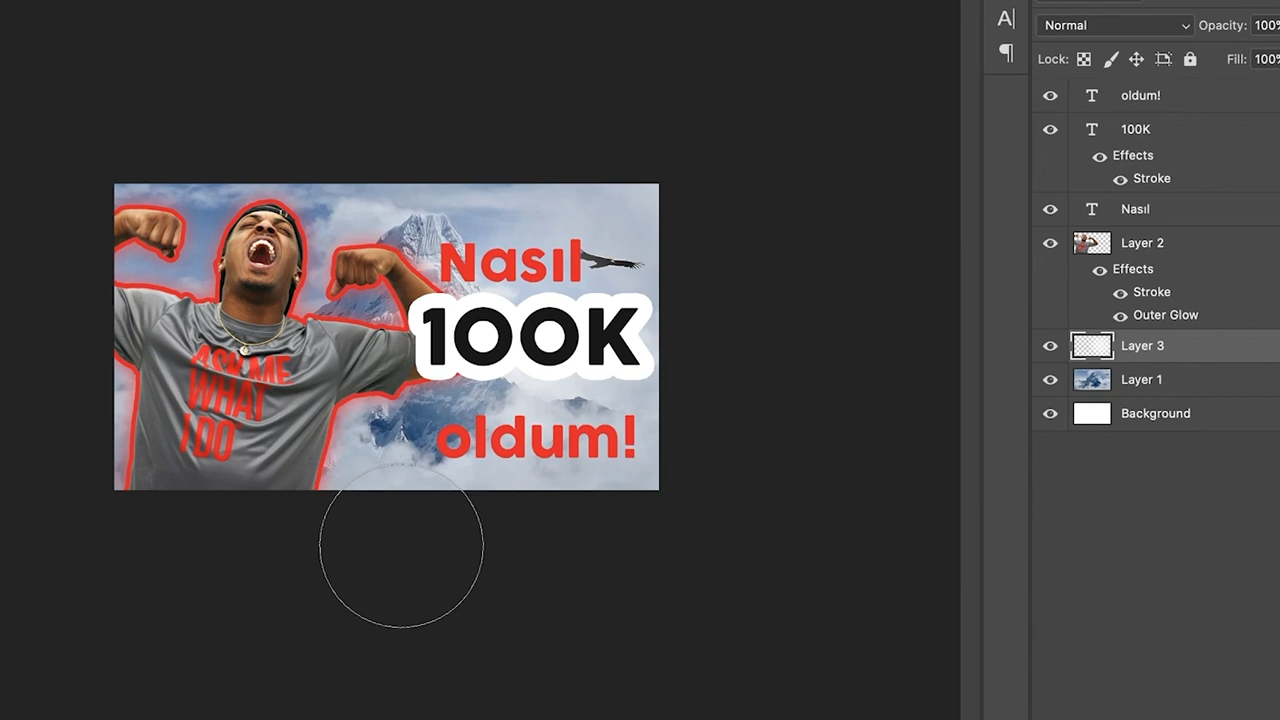 Normal
Opacity: 100%
Lock:
Fill: 100%
oldum!
100K
Effects
Stroke
Nasıl
Layer 2
Effects
Stroke
Outer Glow
Layer 3
Layer 1
Background
Nasıl
100K
oldum!
ASK ME
WHAT
I DO